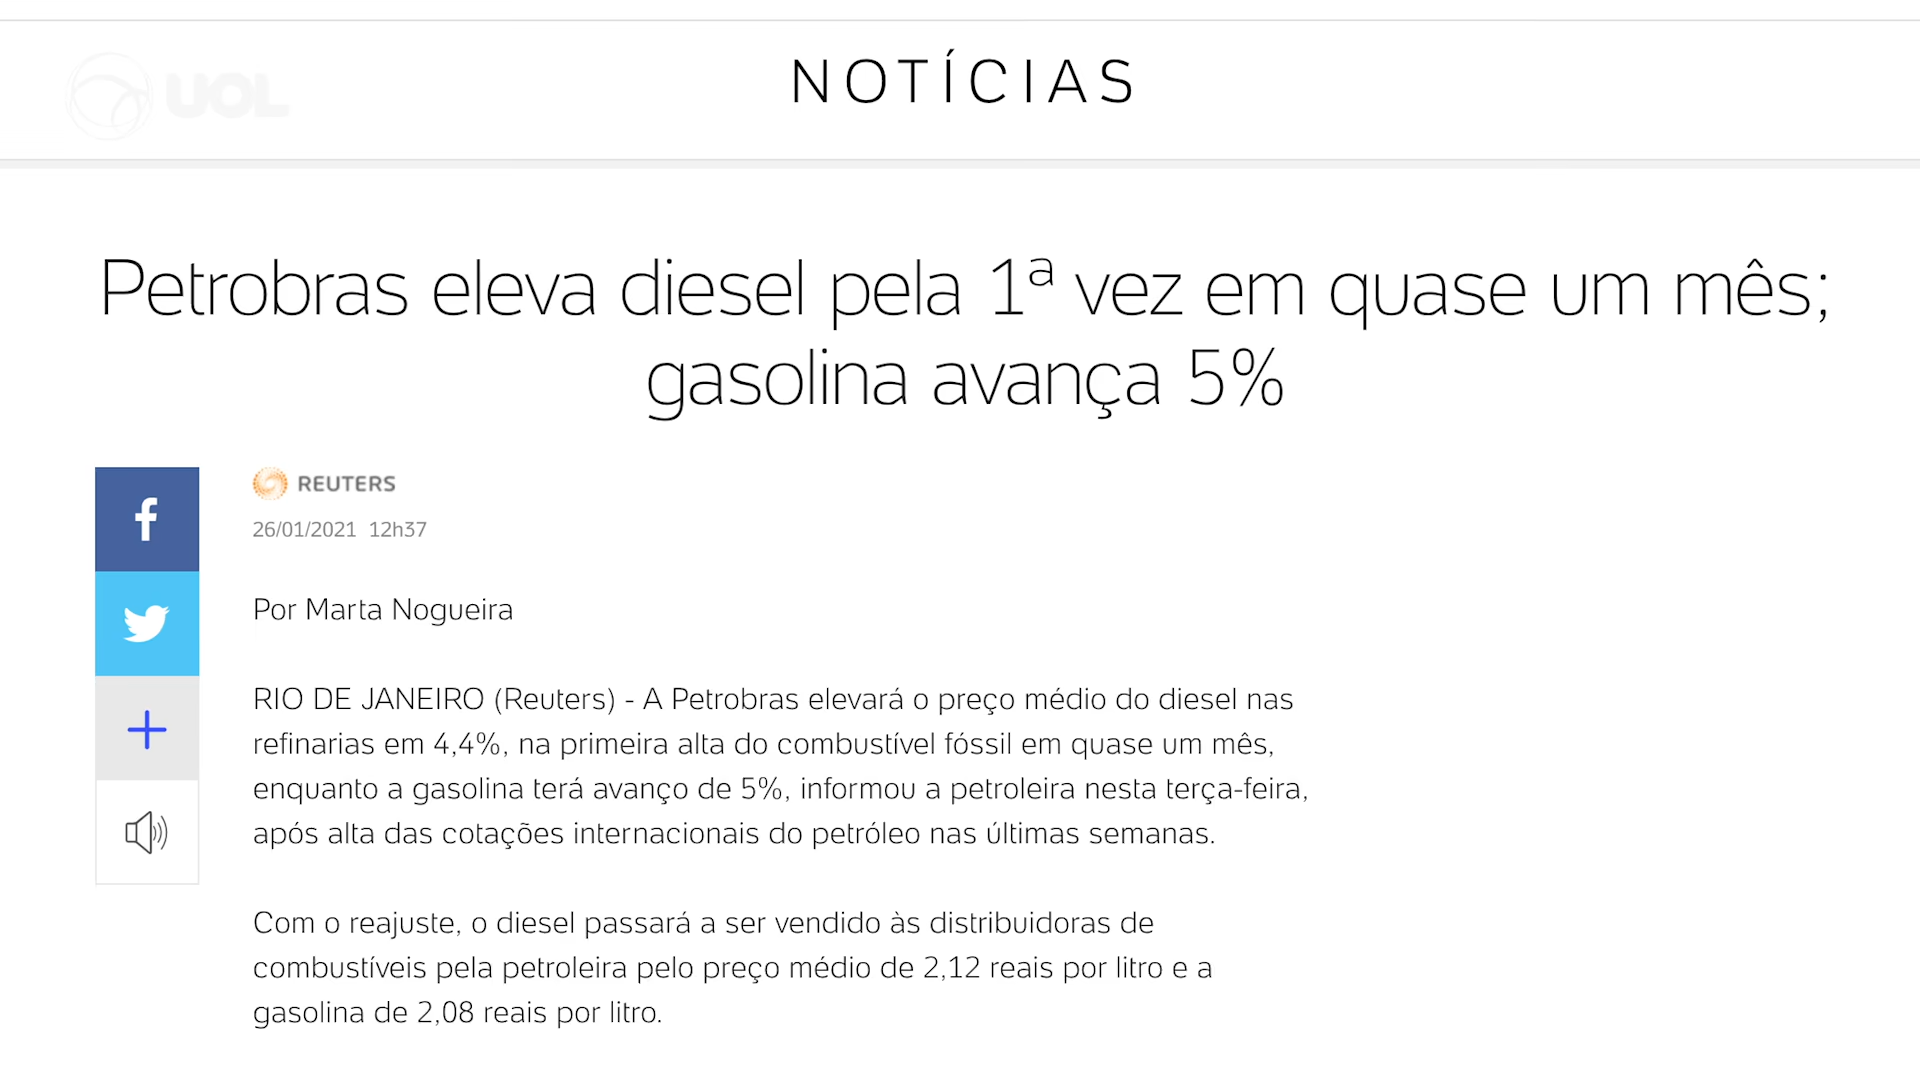 UOL
NOTÍCIAS
Petrobras eleva diesel pela 1ª vez em quase um mês;
gasolina avança 5%
REUTERS
26/01/2021 12h37
Por Marta Nogueira
RIO DE JANEIRO (Reuters) - A Petrobras elevará o preço médio do diesel nas
refinarias em 4,4%, na primeira alta do combustível fóssil em quase um mês,
enquanto a gasolina terá avanço de 5%, informou a petroleira nesta terça-feira,
após alta das cotações internacionais do petróleo nas últimas semanas.
Com o reajuste, o diesel passará a ser vendido às distribuidoras de
combustíveis pela petroleira pelo preço médio de 2,12 reais por litro e a
gasolina de 2,08 reais por litro.